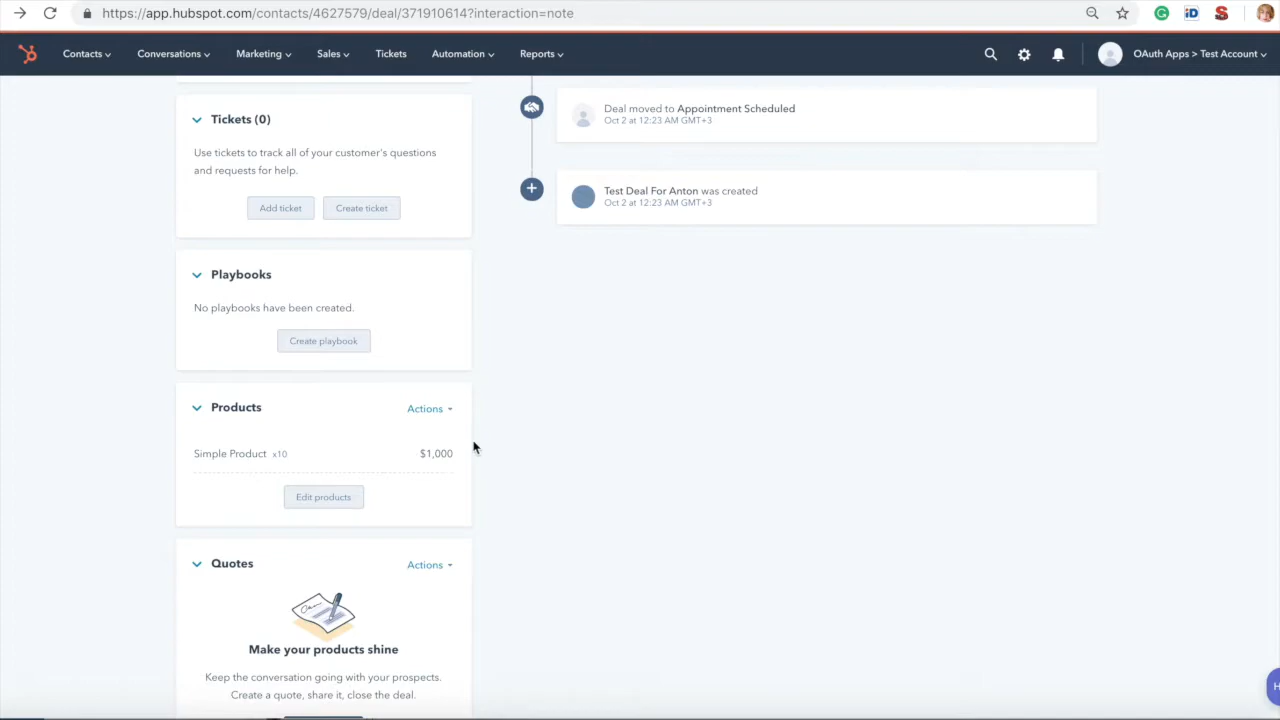 https://app.hubspot.com/contacts/4627579/deal/371910614?interaction=note
iD
S
Contacts
Conversations
Marketing
Sales
Tickets
Automation
Reports
OAuth Apps > Test Account
Tickets (0)
Use tickets to track all of your customer's questions
and requests for help.
Add ticket
Create ticket
Playbooks
No playbooks have been created.
Create playbook
Products
Actions
Simple Product x10
$1,000
Edit products
Quotes
Actions
Make your products shine
Keep the conversation going with your prospects.
Create a quote, share it, close the deal.
Deal moved to Appointment Scheduled
Oct 2 at 12:23 AM GMT+3
Test Deal For Anton was created
Oct 2 at 12:23 AM GMT+3
H